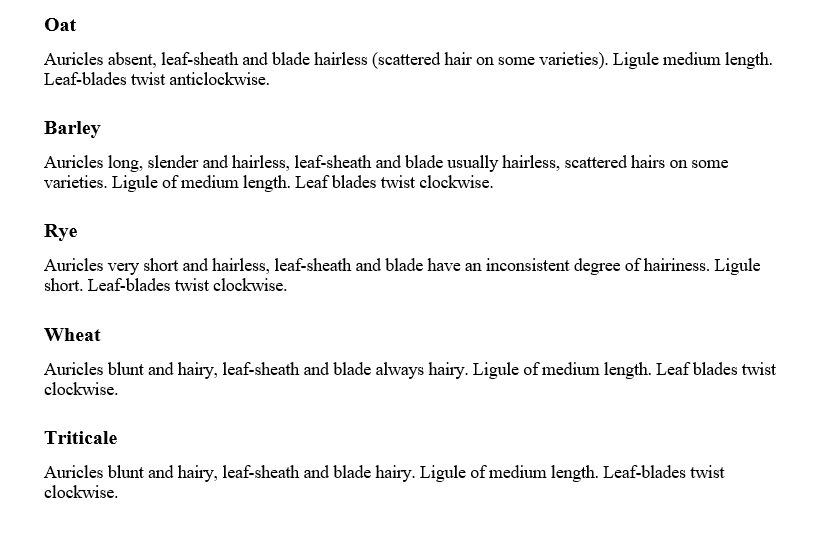 Oat
Auricles absent, leaf-sheath and blade hairless (scattered hair on some varieties). Ligule medium length.
Leaf-blades twist anticlockwise.
Barley
Auricles long, slender and hairless, leaf-sheath and blade usually hairless, scattered hairs on some
varieties. Ligule of medium length. Leaf blades twist clockwise.
Rye
Auricles very short and hairless, leaf-sheath and blade have an inconsistent degree of hairiness. Ligule
short. Leaf-blades twist clockwise.
Wheat
Auricles blunt and hairy, leaf-sheath and blade always hairy. Ligule of medium length. Leaf blades twist
clockwise.
Triticale
Auricles blunt and hairy, leaf-sheath and blade hairy. Ligule of medium length. Leaf-blades twist
clockwise.